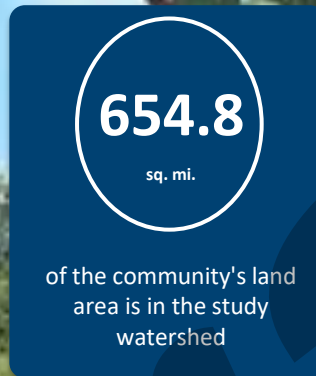 654.8
sq. mi.
of the community's land
area is in the study
watershed